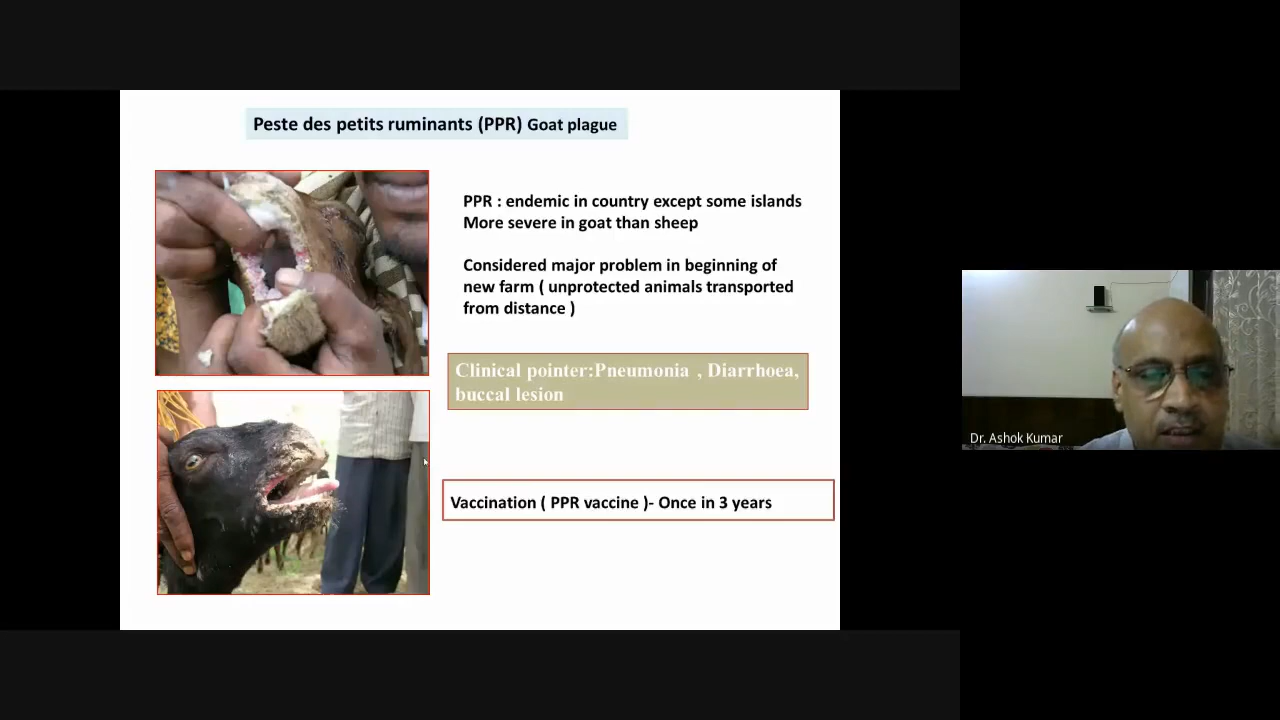 Peste des petits ruminants (PPR) Goat plague
PPR : endemic in country except some islands
More severe in goat than sheep
Considered major problem in beginning of
new farm ( unprotected animals transported
from distance )
Clinical pointer:Pneumonia , Diarrhoea,
buccal lesion
Vaccination ( PPR vaccine )- Once in 3 years
Dr. Ashok Kumar